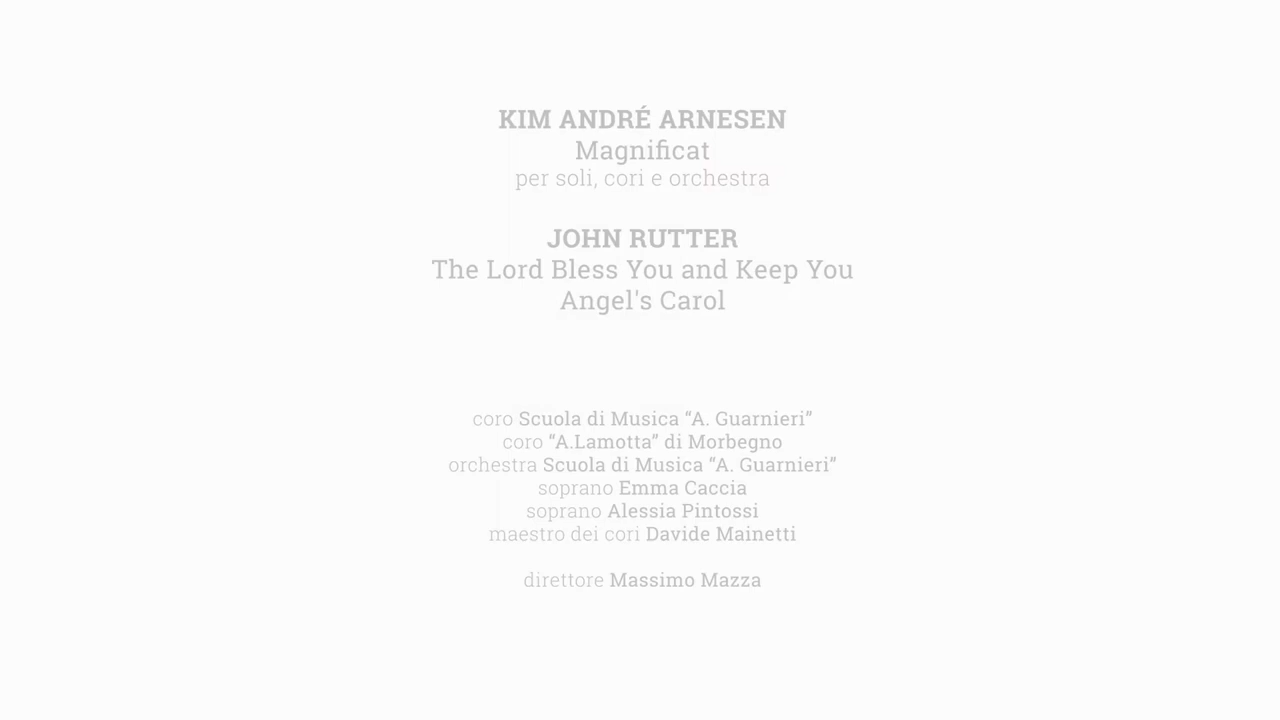 KIM ANDRÉ ARNESEN
Magnificat
per soli, cori e orchestra
JOHN RUTTER
The Lord Bless You and Keep You
Angel's Carol
coro Scuola di Musica “A. Guarnieri”
coro “A.Lamotta” di Morbegno
orchestra Scuola di Musica “A. Guarnieri”
soprano Emma Caccia
soprano Alessia Pintossi
maestro dei cori Davide Mainetti
direttore Massimo Mazza